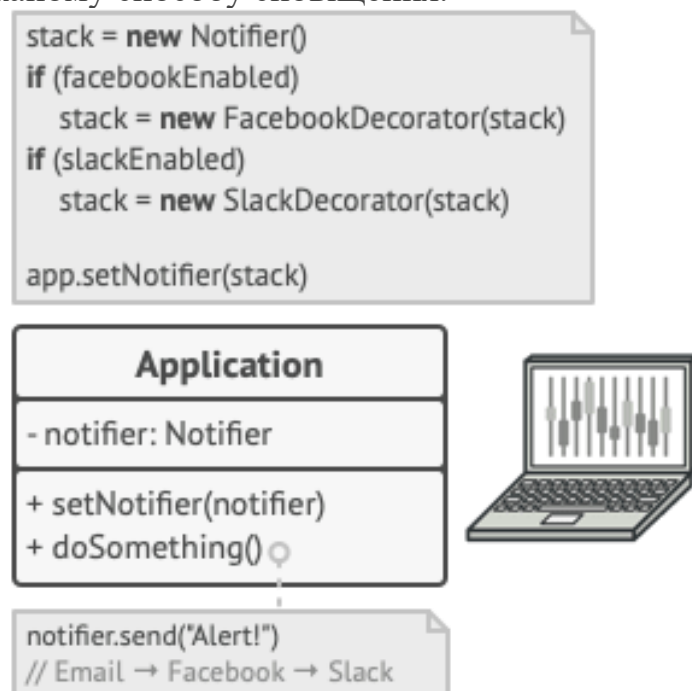 stack = new Notifier()
if (facebookEnabled)
stack = new FacebookDecorator(stack)
if (slackEnabled)
stack = new SlackDecorator(stack)
app.setNotifier(stack)
Application
- notifier: Notifier
+ setNotifier(notifier)
+ doSomething()
notifier.send("Alert!")
// Email → Facebook → Slack